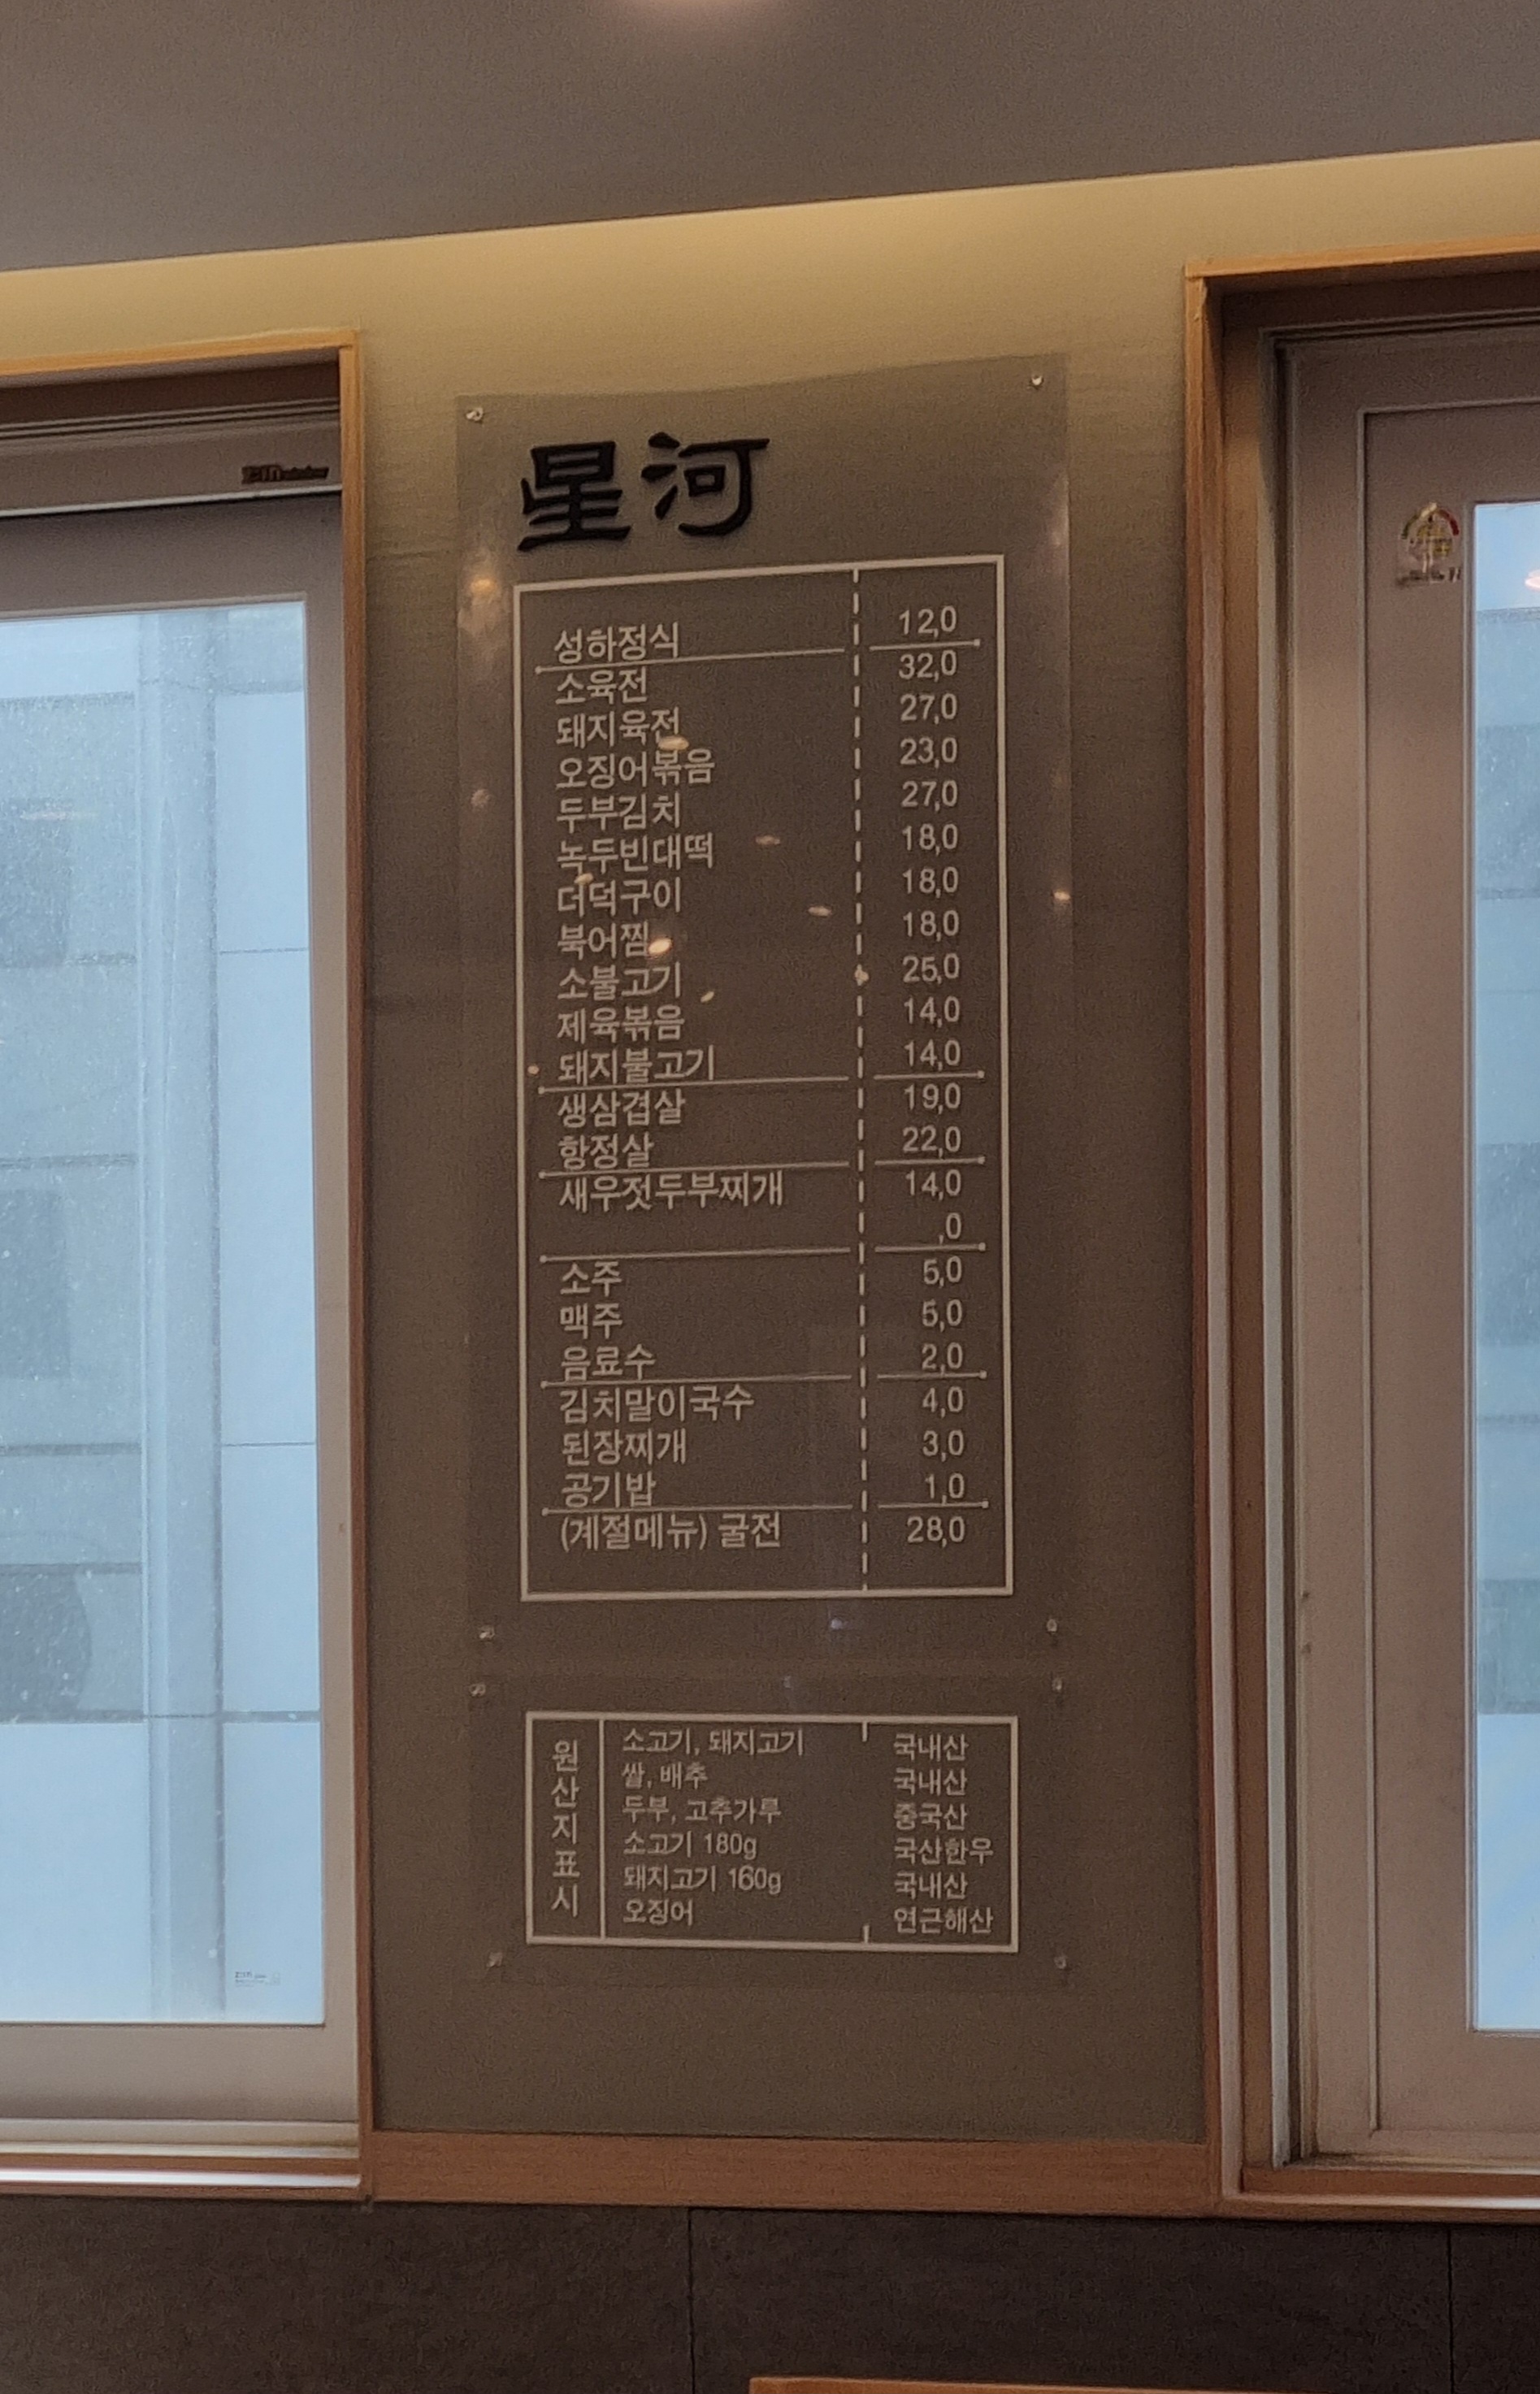 星河
성하정식 12,0
소육전 32,0
돼지육전 27,0
오징어볶음 23,0
두부김치 27,0
녹두빈대떡 18,0
더덕구이 18,0
북어찜 18,0
소불고기 25,0
제육볶음 14,0
돼지불고기 14,0
생삼겹살 19,0
항정살 22,0
새우젓두부찌개 14,0
,0
소주 5,0
맥주 5,0
음료수 2,0
김치말이국수 4,0
된장찌개 3,0
공기밥 1,0
(계절메뉴) 굴전 28,0
원산지표시
소고기, 돼지고기 국내산
쌀, 배추 국내산
두부, 고추가루 중국산
소고기 180g 국산한우
돼지고기 160g 국내산
오징어 연근해산